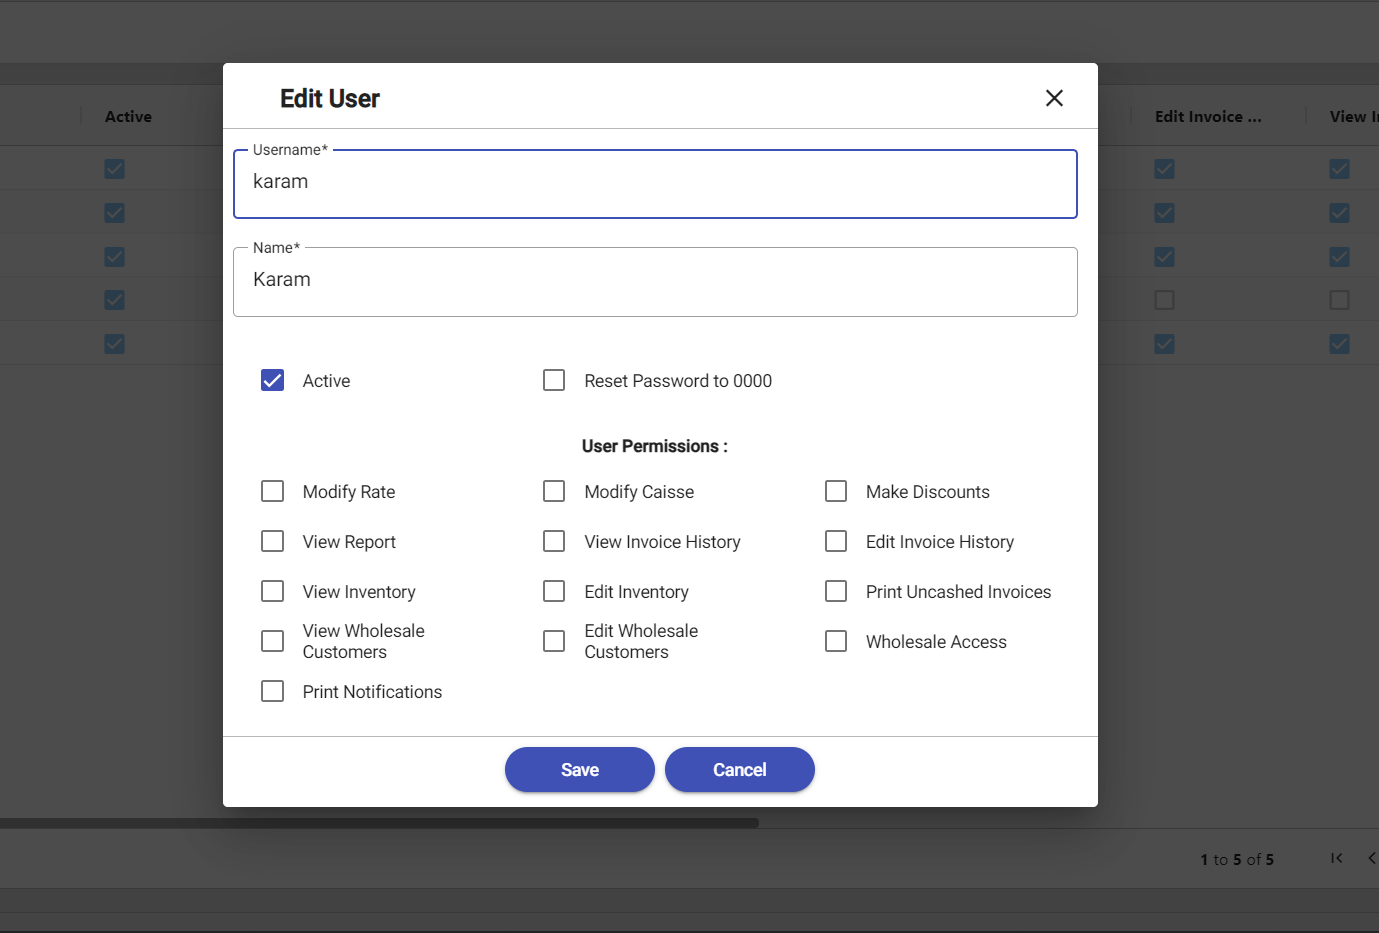 Edit User
Active
Edit Invoice ...
View I
Username*
karam
Name*
Karam
Active
Reset Password to 0000
User Permissions :
Modify Rate
Modify Caisse
Make Discounts
View Report
View Invoice History
Edit Invoice History
View Inventory
Edit Inventory
Print Uncashed Invoices
View Wholesale
Customers
Edit Wholesale
Customers
Wholesale Access
Print Notifications
Save
Cancel
1 to 5 of 5